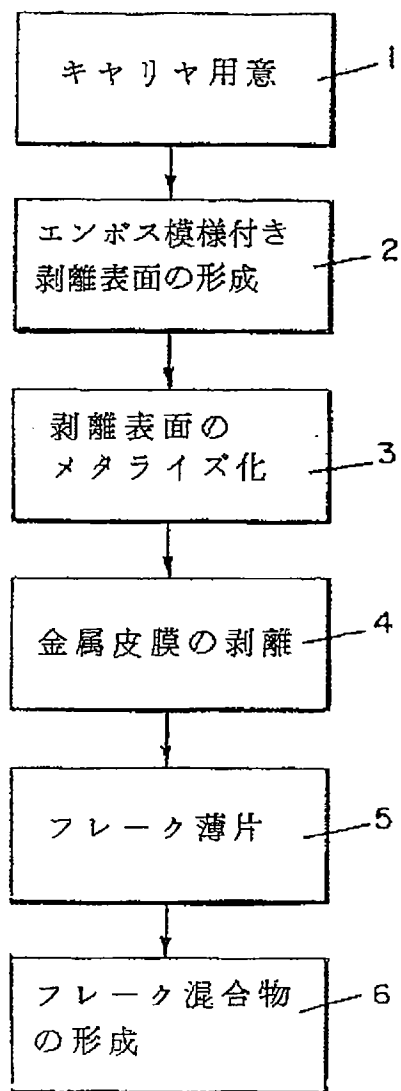 キャリヤ用意
1
エンボス模様付き
剥離表面の形成
2
剥離表面の
メタライズ化
3
金属皮膜の剥離
4
フレーク薄片
5
フレーク混合物
の形成
6